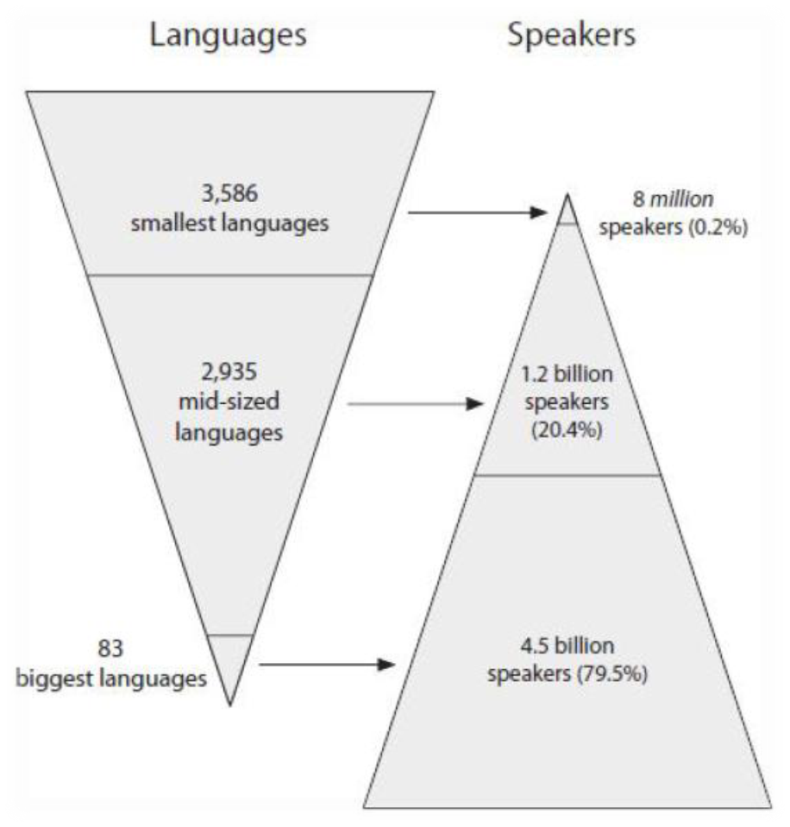 Languages
Speakers
3,586
smallest languages
8 million
speakers (0.2%)
2,935
mid-sized
languages
1.2 billion
speakers
(20.4%)
83
biggest languages
4.5 billion
speakers (79.5%)